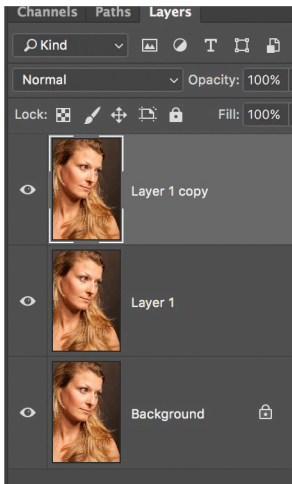 Channels Paths Layers
Kind
Normal Opacity: 100%
Lock: Fill: 100%
Layer 1 copy
Layer 1
Background